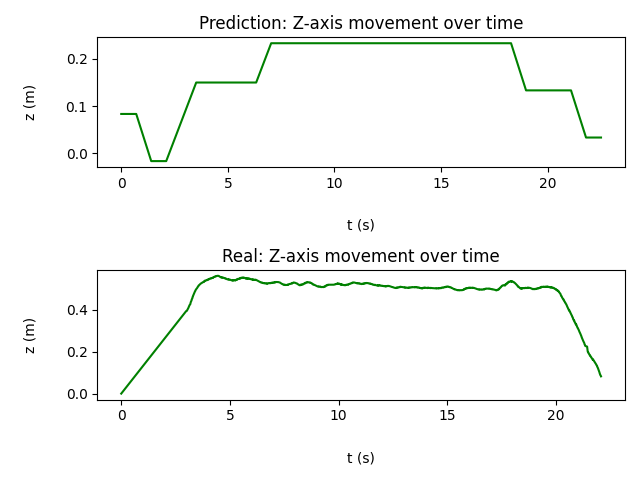 Prediction: Z-axis movement over time
z (m)
0.2
0.1
0.0
0 5 10 15 20
t (s)
Real: Z-axis movement over time
z (m)
0.4
0.2
0.0
0 5 10 15 20
t (s)